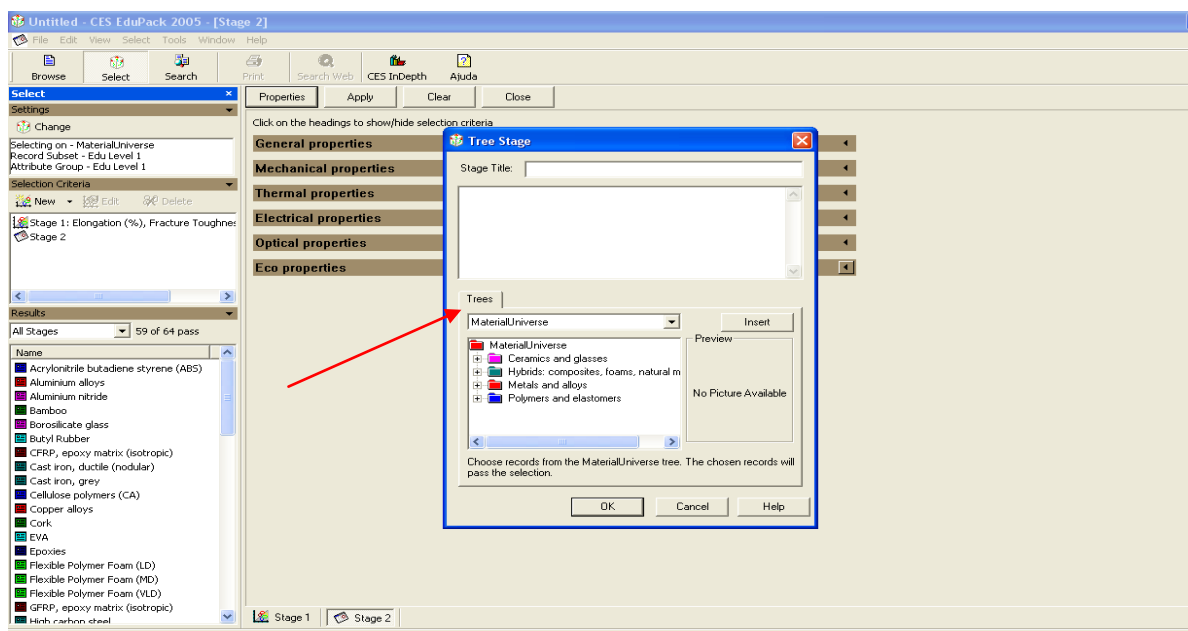 Untitled - CES EduPack 2005 - [Stage 2]
File Edit View Select Tools Window Help
Browse Select Search Print Search Web CES InDepth Ajuda
Select
Settings
Change
Selecting on - MaterialUniverse
Record Subset - Edu Level 1
Attribute Group - Edu Level 1
Selection Criteria
New Edit Delete
Stage 1: Elongation (%), Fracture Toughnes
Stage 2
Results
All Stages 59 of 64 pass
Name
Acrylonitrile butadiene styrene (ABS)
Aluminium alloys
Aluminium nitride
Bamboo
Borosilicate glass
Butyl Rubber
CFRP, epoxy matrix (isotropic)
Cast iron, ductile (nodular)
Cast iron, grey
Cellulose polymers (CA)
Copper alloys
Cork
EVA
Epoxies
Flexible Polymer Foam (LD)
Flexible Polymer Foam (MD)
Flexible Polymer Foam (VLD)
GFRP, epoxy matrix (isotropic)
High carbon steel
Properties Apply Clear Close
Click on the headings to show/hide selection criteria
General properties
Mechanical properties
Thermal properties
Electrical properties
Optical properties
Eco properties
Tree Stage
Stage Title:
Trees
MaterialUniverse Insert
MaterialUniverse
Ceramics and glasses
Hybrids: composites, foams, natural m
Metals and alloys
Polymers and elastomers
Preview
No Picture Available
Choose records from the MaterialUniverse tree. The chosen records will
pass the selection.
OK Cancel Help
Stage 1 Stage 2